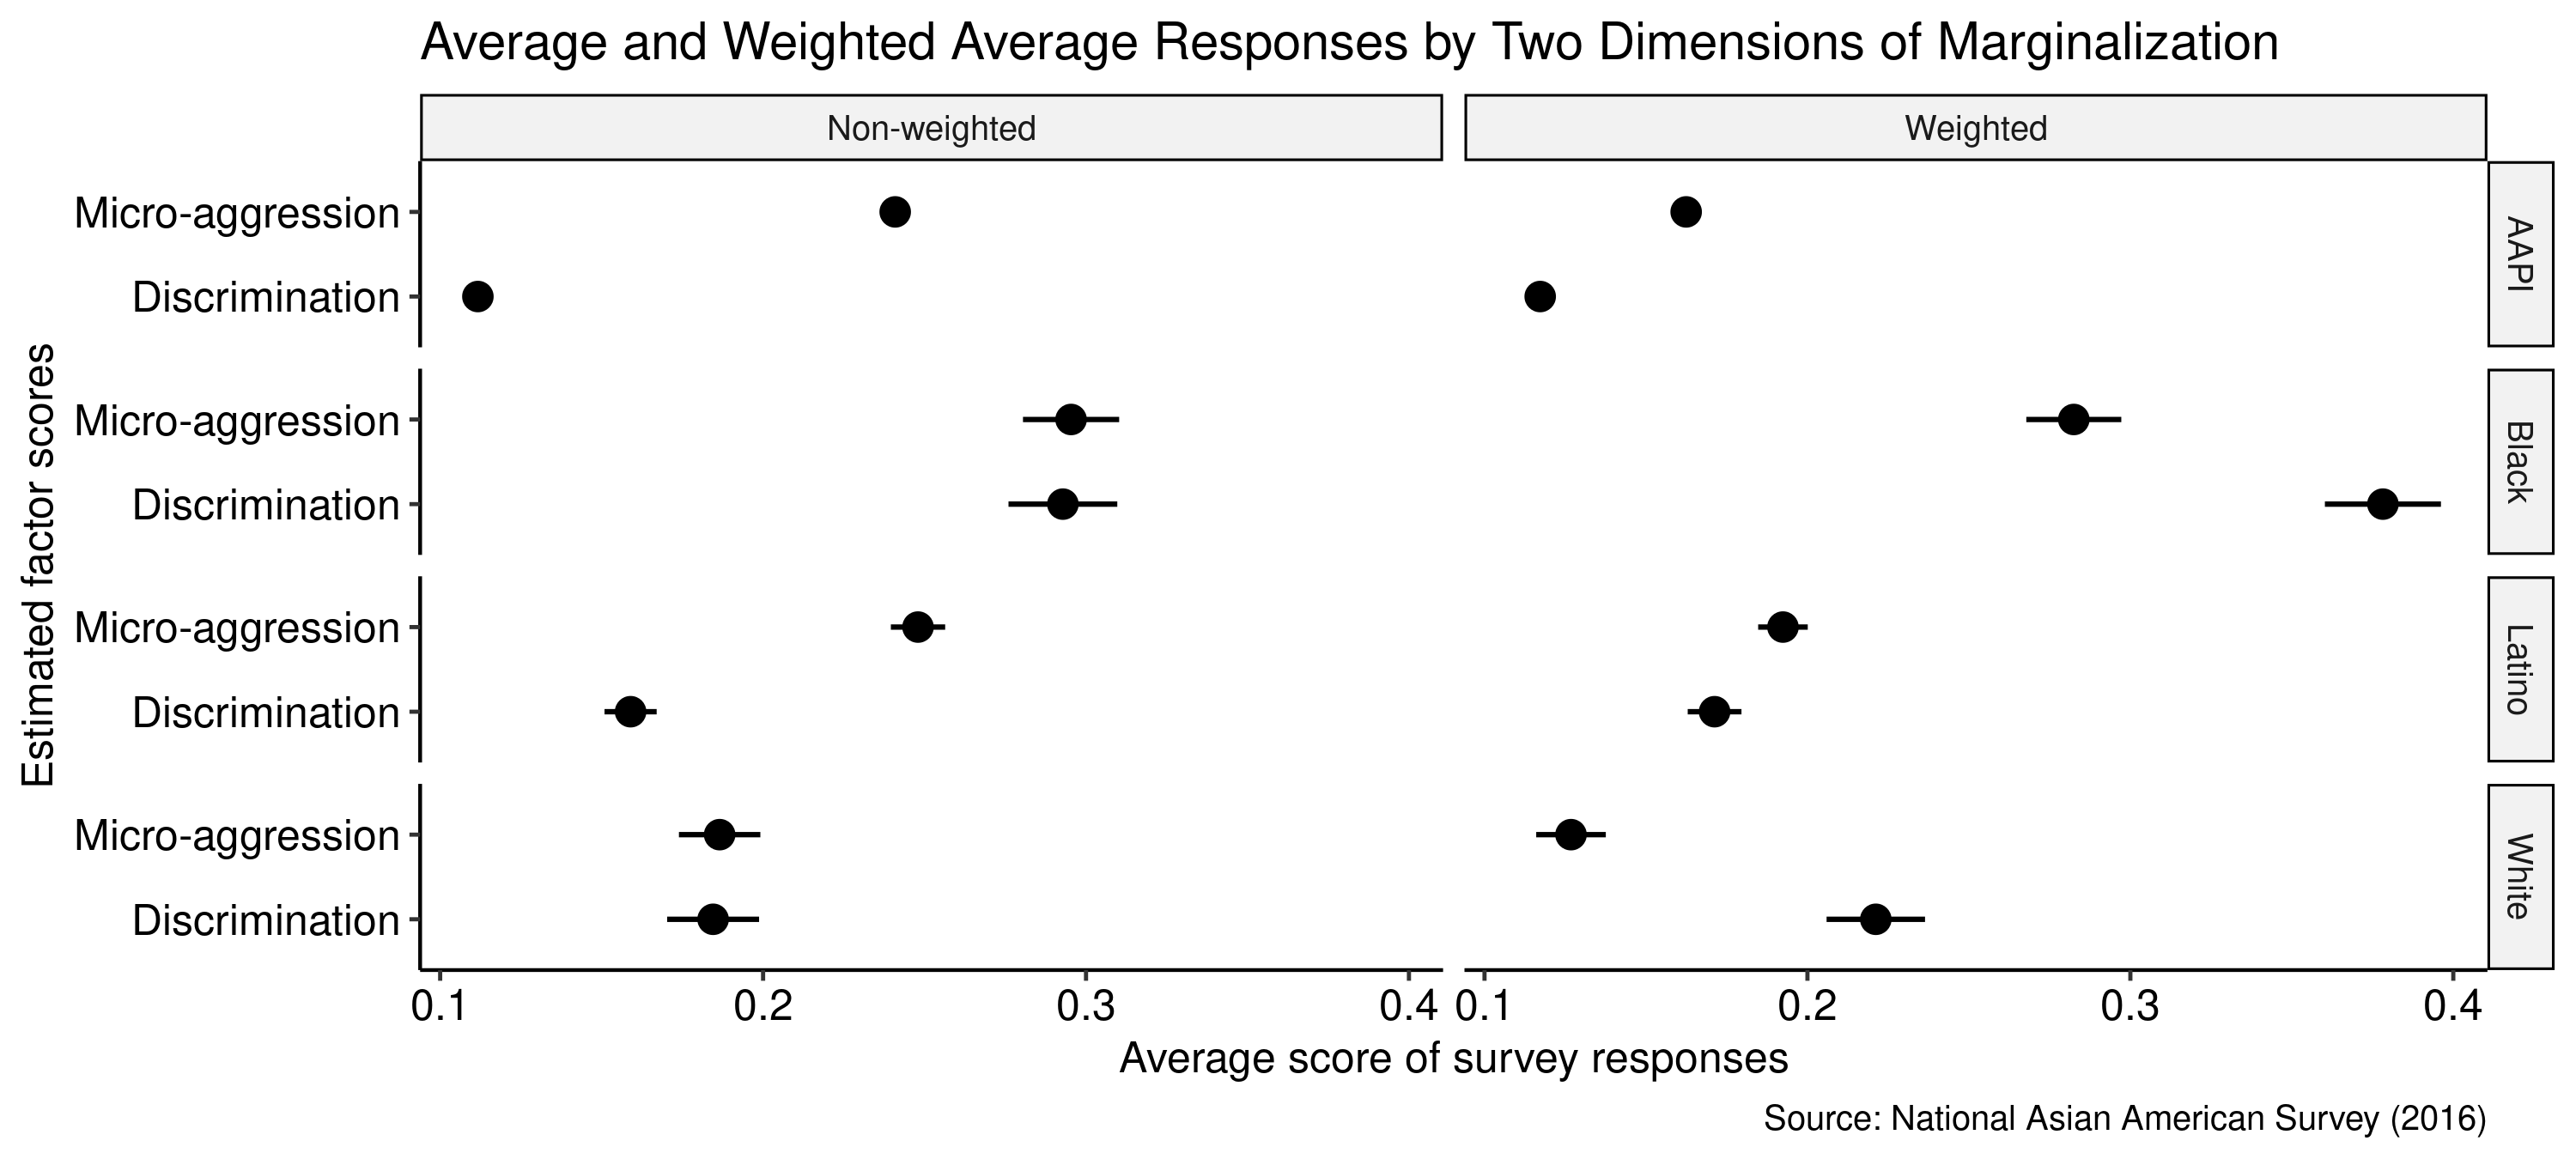 Average and Weighted Average Responses by Two Dimensions of Marginalization
Non-weighted
Weighted
Estimated factor scores
Micro-aggression
Discrimination
AAPI
Micro-aggression
Discrimination
Black
Micro-aggression
Discrimination
Latino
Micro-aggression
Discrimination
White
0.1 0.2 0.3 0.4 0.1 0.2 0.3 0.4
Average score of survey responses
Source: National Asian American Survey (2016)